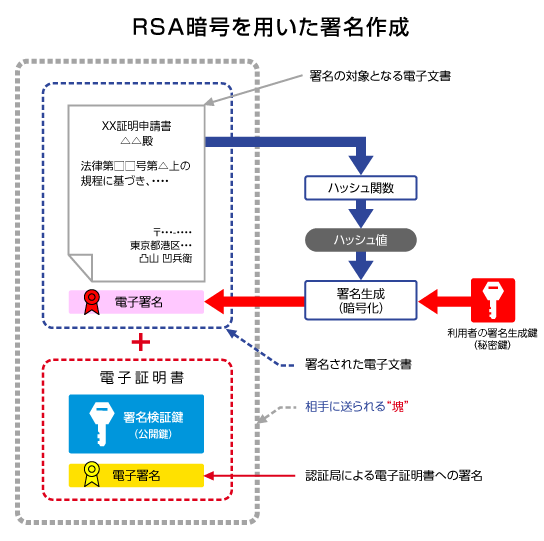 RSA暗号を用いた署名作成
署名の対象となる電子文書
XX証明申請書
△△殿
法律第□□号第△上の
規程に基づき、・・・・
〒・・・-・・・・
東京都港区・・・
凸山 凹兵衛
電子署名
ハッシュ関数
ハッシュ値
署名生成
(暗号化)
利用者の署名生成鍵
(秘密鍵)
+
署名された電子文書
電子証明書
署名検証鍵
(公開鍵)
電子署名
相手に送られる“塊”
認証局による電子証明書への署名